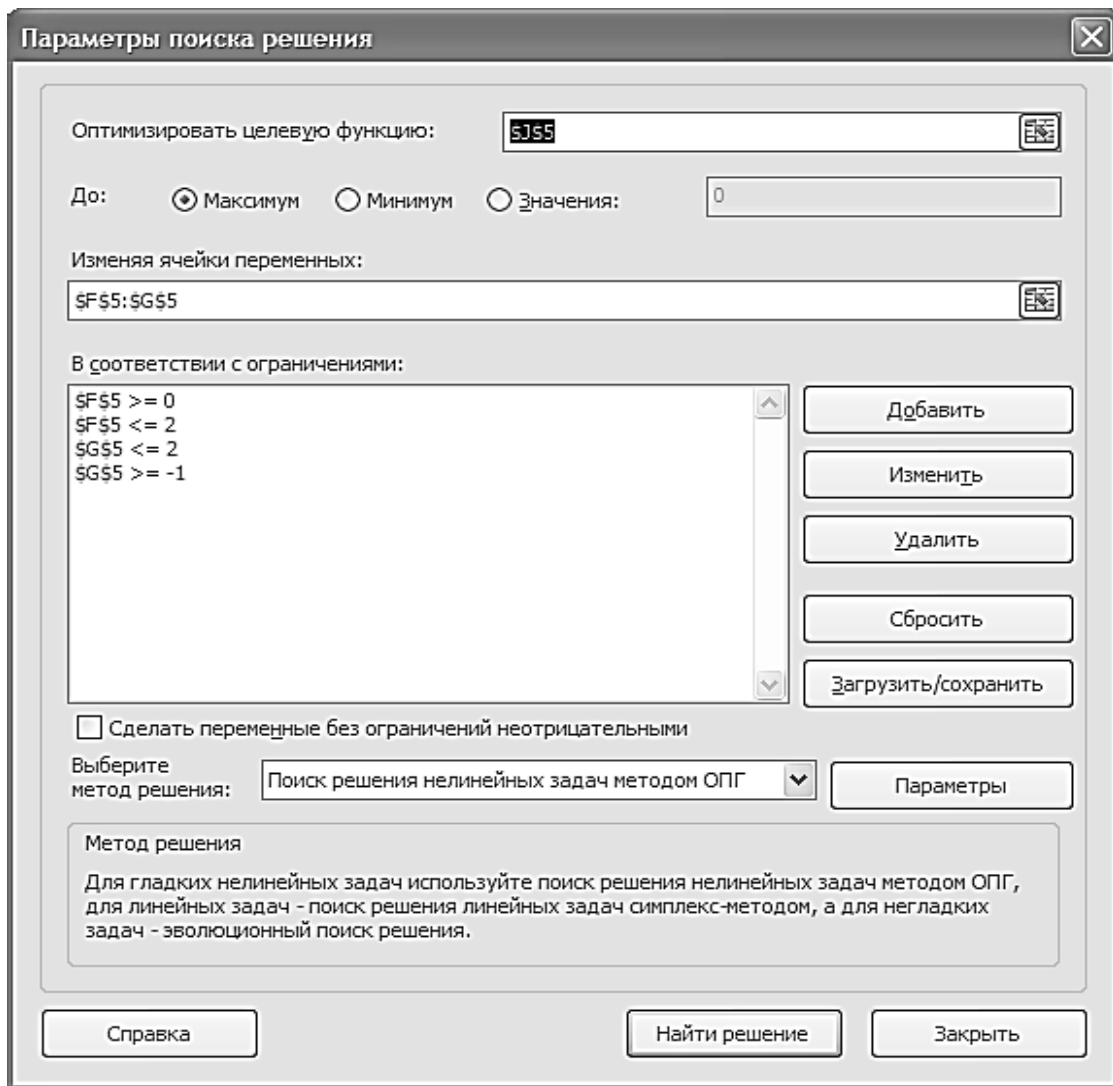 Параметры поиска решения
Оптимизировать целевую функцию: $J$5
До: Максимум Минимум Значения: 0
Изменяя ячейки переменных:
$F$5:$G$5
В соответствии с ограничениями:
$F$5 >= 0
$F$5 <= 2
$G$5 <= 2
$G$5 >= -1
Добавить
Изменить
Удалить
Сбросить
Загрузить/сохранить
Сделать переменные без ограничений неотрицательными
Выберите
метод решения:
Поиск решения нелинейных задач методом ОПГ
Параметры
Метод решения
Для гладких нелинейных задач используйте поиск решения нелинейных задач методом ОПГ,
для линейных задач - поиск решения линейных задач симплекс-методом, а для негладких
задач - эволюционный поиск решения.
Справка Найти решение Закрыть